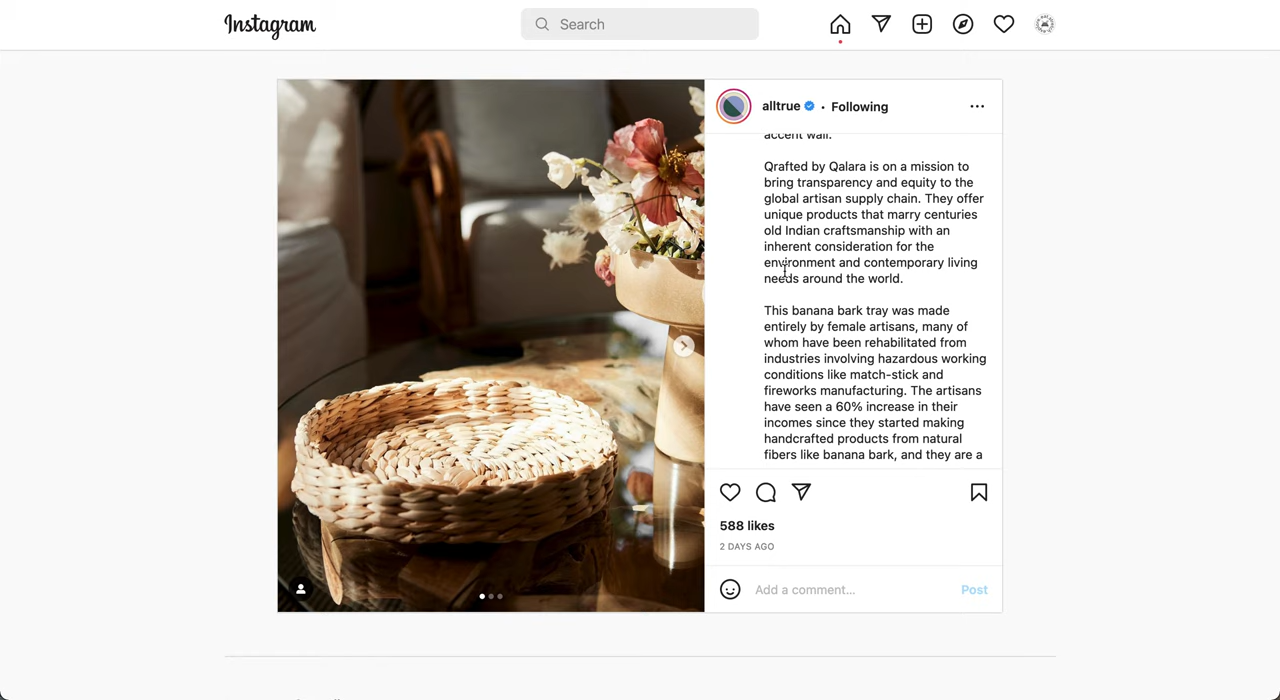 Instagram
Search
alltrue • Following
accent wall.
Qrafted by Qalara is on a mission to
bring transparency and equity to the
global artisan supply chain. They offer
unique products that marry centuries
old Indian craftsmanship with an
inherent consideration for the
environment and contemporary living
needs around the world.
This banana bark tray was made
entirely by female artisans, many of
whom have been rehabilitated from
industries involving hazardous working
conditions like match-stick and
fireworks manufacturing. The artisans
have seen a 60% increase in their
incomes since they started making
handcrafted products from natural
fibers like banana bark, and they are a
588 likes
2 DAYS AGO
Add a comment...
Post